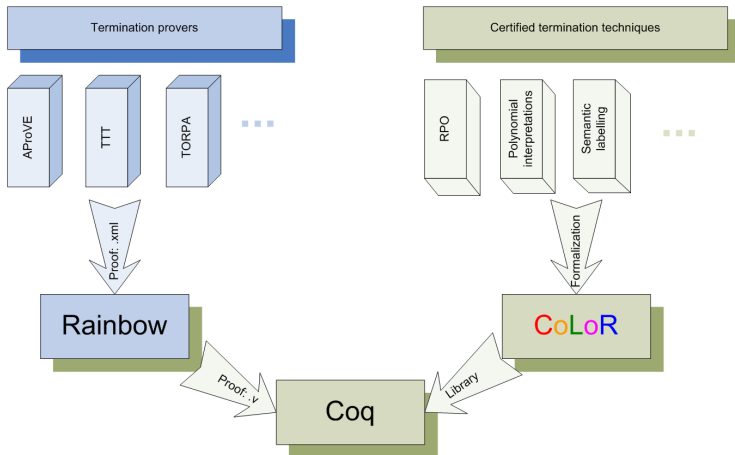 Termination provers
Certified termination techniques
AProVE
TTT
TORPA
RPO
Polynomial
interpretations
Semantic
labelling
Proof: .xml
Formalization
Rainbow
CoLoR
Proof: .v
Library
Coq